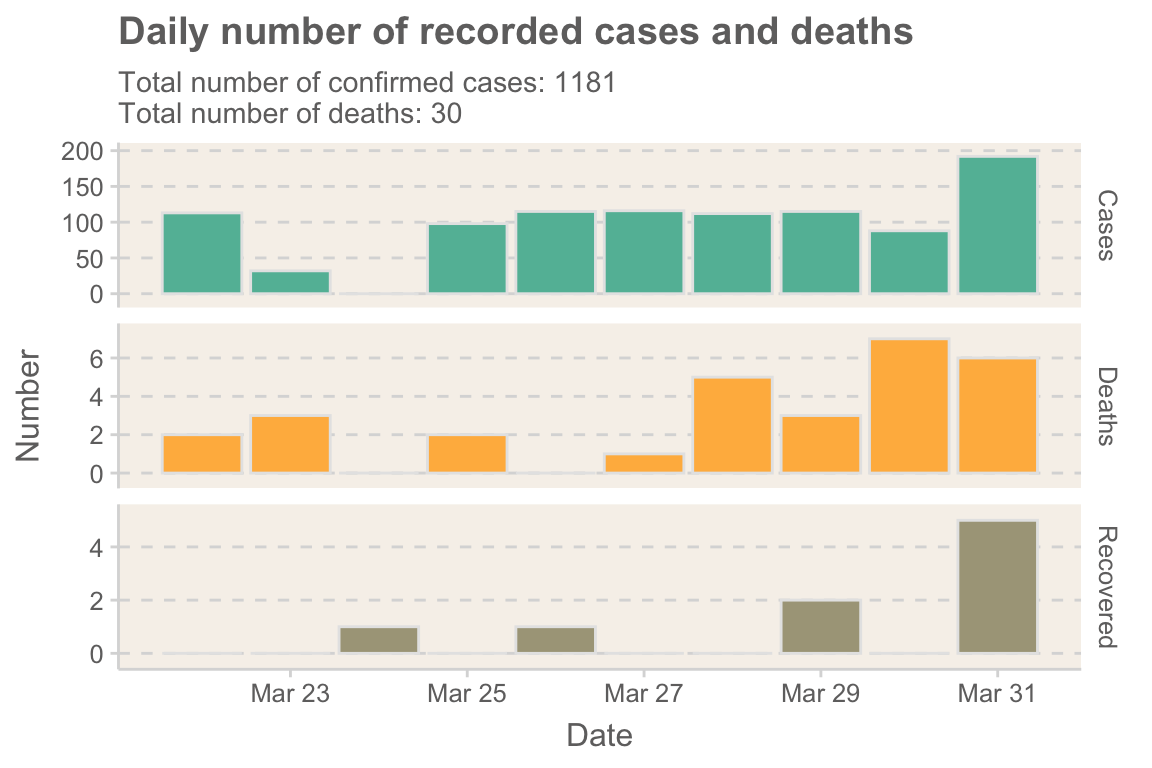 Daily number of recorded cases and deaths
Total number of confirmed cases: 1181
Total number of deaths: 30
200
150
100
50
0
Cases
6
4
2
0
Deaths
4
2
0
Recovered
Number
Mar 23 Mar 25 Mar 27 Mar 29 Mar 31
Date